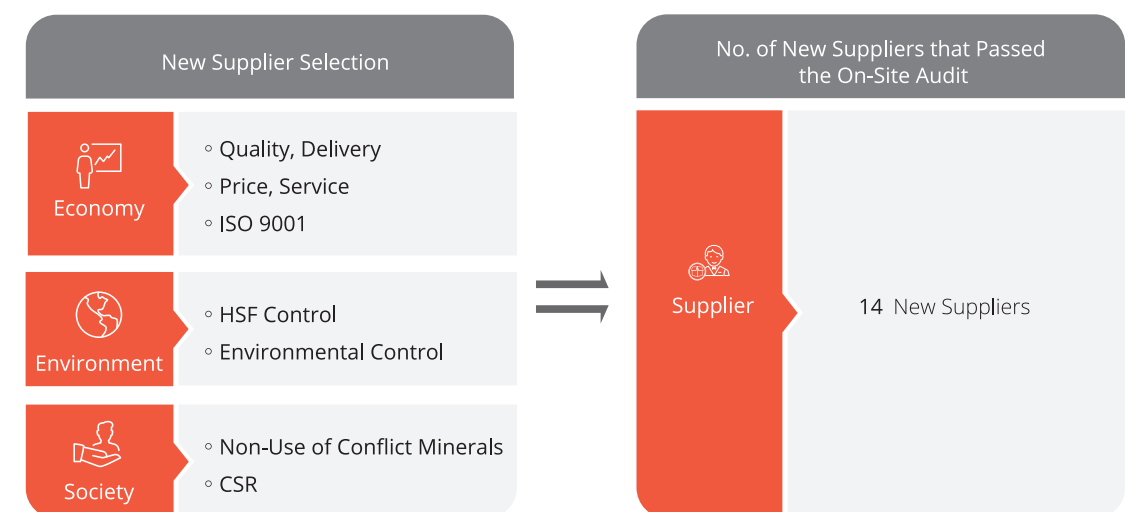 New Supplier Selection
Economy
◦ Quality, Delivery
◦ Price, Service
◦ ISO 9001
Environment
◦ HSF Control
◦ Environmental Control
Society
◦ Non-Use of Conflict Minerals
◦ CSR
No. of New Suppliers that Passed
the On-Site Audit
Supplier
14 New Suppliers